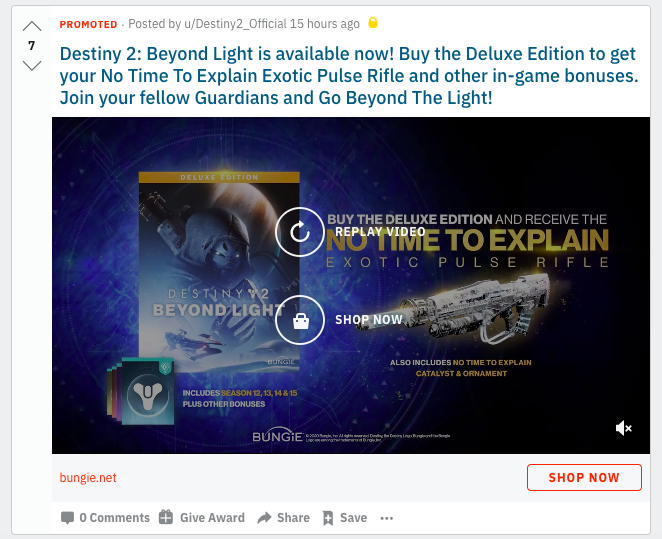 PROMOTED · Posted by u/Destiny2_Official 15 hours ago
7
Destiny 2: Beyond Light is available now! Buy the Deluxe Edition to get
your No Time To Explain Exotic Pulse Rifle and other in-game bonuses.
Join your fellow Guardians and Go Beyond The Light!
DELUXE EDITION
DESTINY 2
BEYOND LIGHT
BUNGIE
INCLUDES SEASON 12, 13, 14 & 15
PLUS OTHER BONUSES
BUY THE DELUXE EDITION AND RECEIVE THE
REPLAY VIDEO
NO TIME TO EXPLAIN
EXOTIC PULSE RIFLE
SHOP NOW
ALSO INCLUDES NO TIME TO EXPLAIN
CATALYST & ORNAMENT
BUNGIE
bungie.net
SHOP NOW
0 Comments Give Award Share Save ...